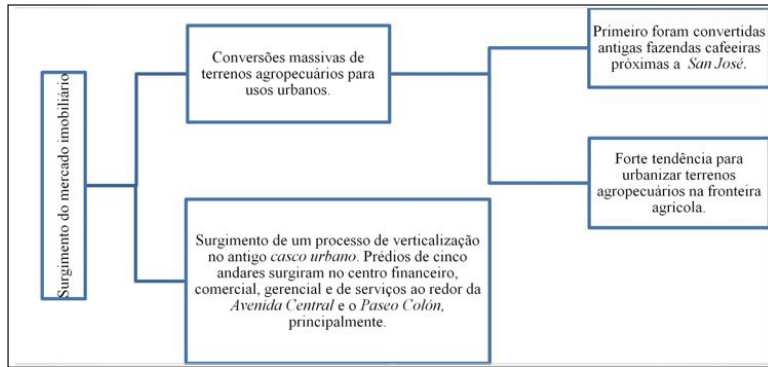 Surgimento do mercado imobiliário
Conversões massivas de
terrenos agropecuários para
usos urbanos.
Primeiro foram convertidas
antigas fazendas cafeeiras
próximas a San José.
Forte tendência para
urbanizar terrenos
agropecuários na fronteira
agrícola.
Surgimento de um processo de verticalização
no antigo casco urbano. Prédios de cinco
andares surgiram no centro financeiro,
comercial, gerencial e de serviços ao redor da
Avenida Central e o Paseo Colón,
principalmente.